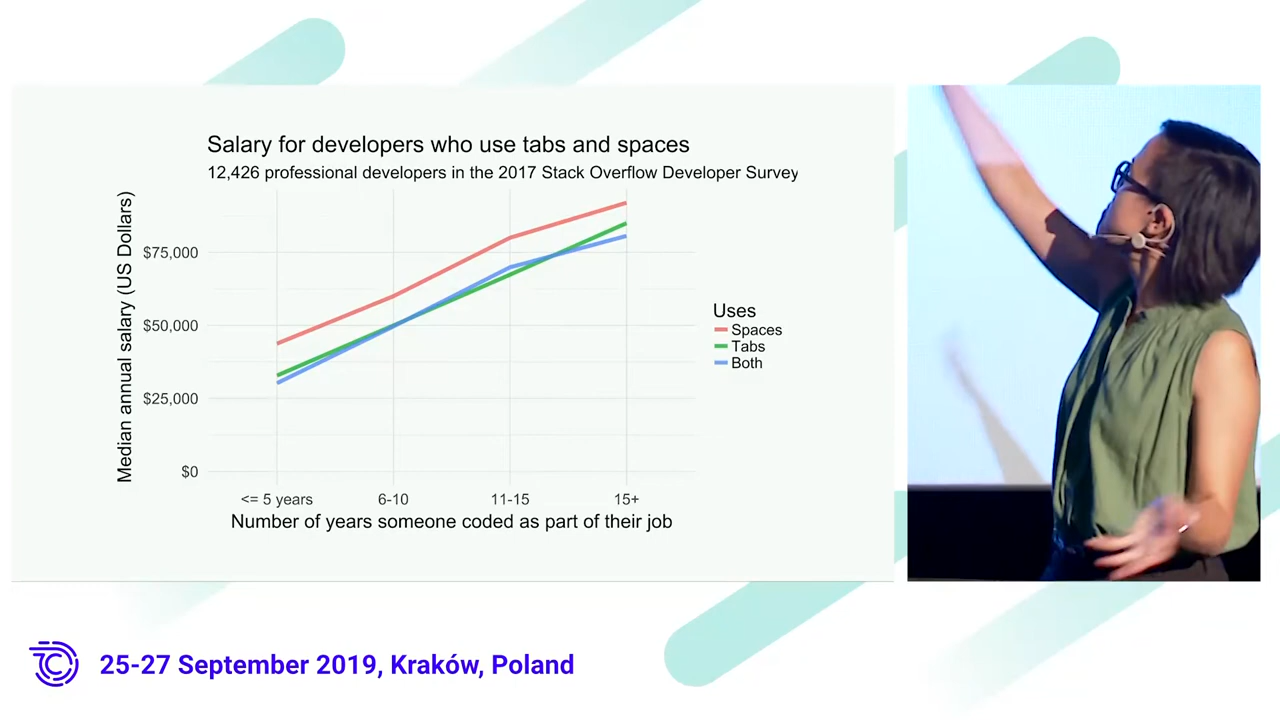 Salary for developers who use tabs and spaces
12,426 professional developers in the 2017 Stack Overflow Developer Survey
Median annual salary (US Dollars)
$75,000
$50,000
$25,000
$0
<= 5 years
6-10
11-15
15+
Number of years someone coded as part of their job
Uses
Spaces
Tabs
Both
25-27 September 2019, Kraków, Poland